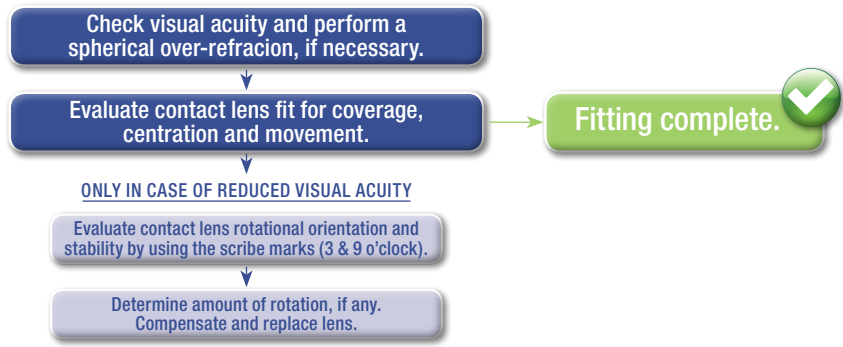 Check visual acuity and perform a
spherical over-refracion, if necessary.
Evaluate contact lens fit for coverage,
centration and movement.
Fitting complete.
ONLY IN CASE OF REDUCED VISUAL ACUITY
Evaluate contact lens rotational orientation and
stability by using the scribe marks (3 & 9 o’clock).
Determine amount of rotation, if any.
Compensate and replace lens.